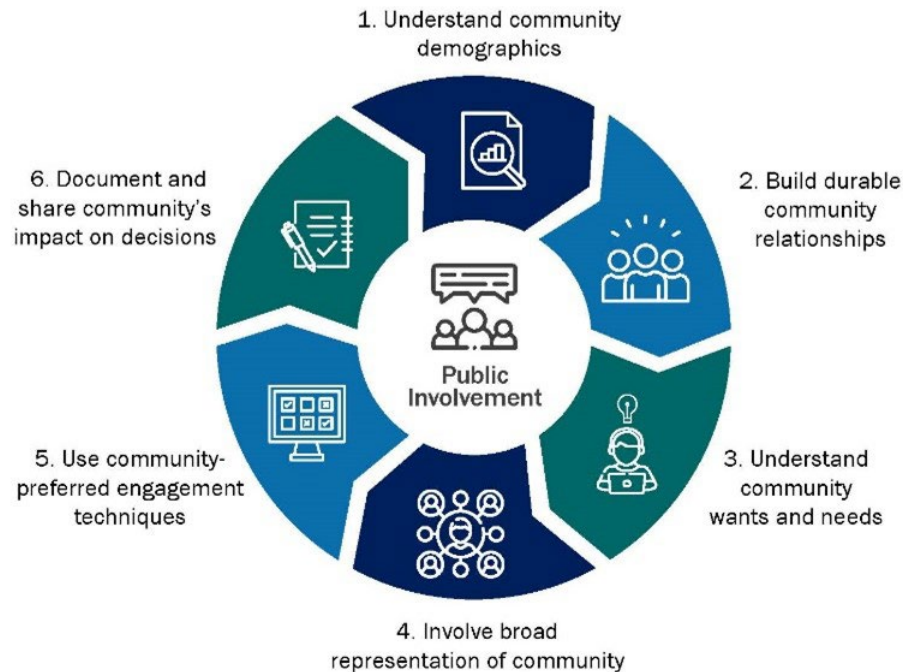 1. Understand community
demographics
2. Build durable
community
relationships
3. Understand
community
wants and needs
4. Involve broad
representation of community
5. Use community-
preferred engagement
techniques
6. Document and
share community's
impact on decisions
Public
Involvement